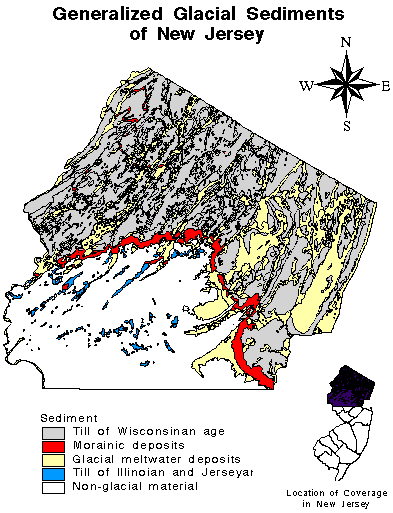 Generalized Glacial Sediments
of New Jersey
N
W E
S
Sediment
Till of Wisconsinan age
Morainic deposits
Glacial meltwater deposits
Till of Illinoian and Jerseyar
Non-glacial material
Location of Coverage
in New Jersey